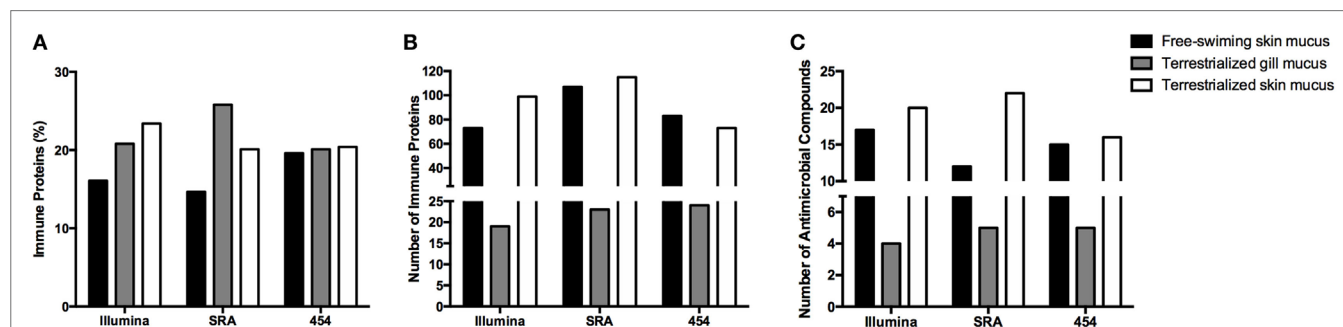 A
Immune Proteins (%)
30
20
10
0
Illumina
SRA
454
B
Number of Immune Proteins
120
100
80
60
40
25
20
15
10
5
0
Illumina
SRA
454
C
Number of Antimicrobial Compounds
25
20
15
10
6
4
2
0
Illumina
SRA
454
Free-swiming skin mucus
Terrestrialized gill mucus
Terrestrialized skin mucus